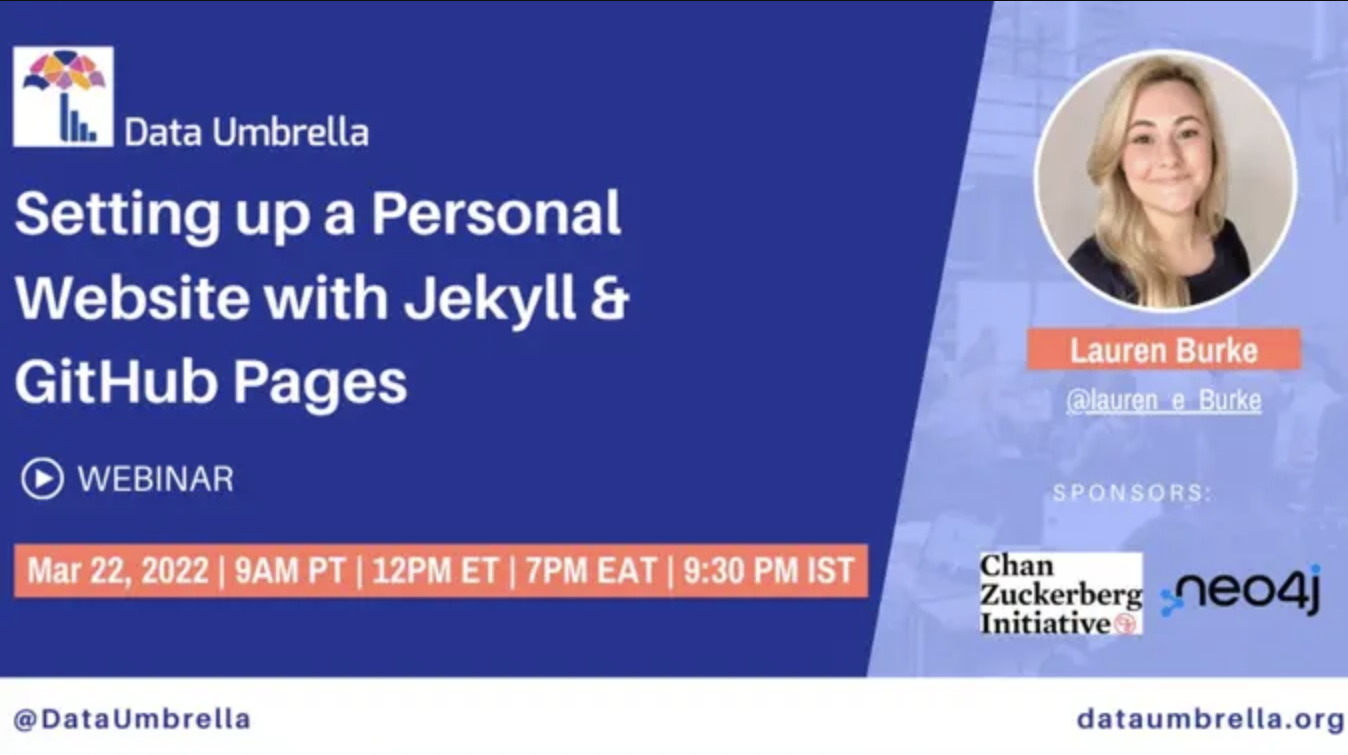 Data Umbrella
Setting up a Personal
Website with Jekyll &
GitHub Pages
WEBINAR
Mar 22, 2022 | 9AM PT | 12PM ET | 7PM EAT | 9:30 PM IST
Lauren Burke
@lauren_e_Burke
SPONSORS:
Chan
Zuckerberg
Initiative
neo4j
@DataUmbrella
dataumbrella.org